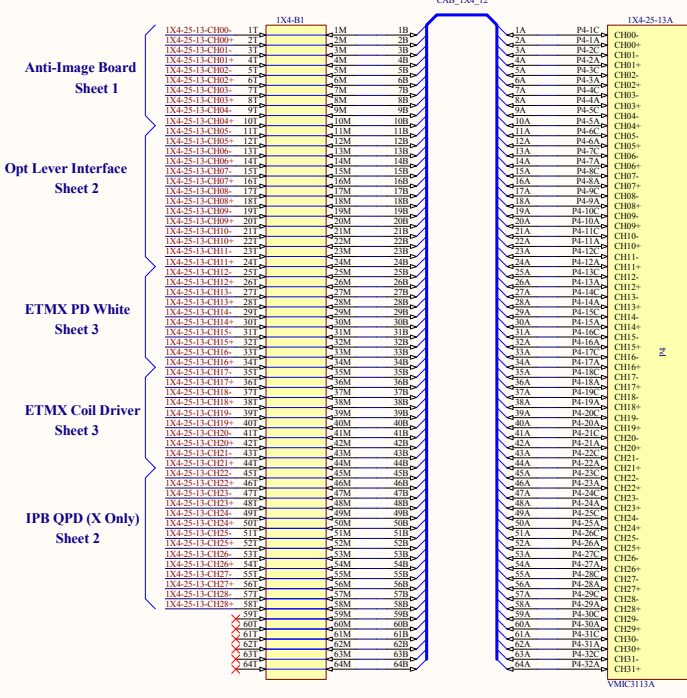 CAB_1X4_12
1X4-B1 1X4-25-13A
Anti-Image Board
Sheet 1
Opt Lever Interface
Sheet 2
ETMX PD White
Sheet 3
ETMX Coil Driver
Sheet 3
IPB QPD (X Only)
Sheet 2
1X4-25-13-CH00- 1T 1M 1B 1A P4-1C CH00-
1X4-25-13-CH00+ 2T 2M 2B 2A P4-1A CH00+
1X4-25-13-CH01- 3T 3M 3B 3A P4-2C CH01-
1X4-25-13-CH01+ 4T 4M 4B 4A P4-2A CH01+
1X4-25-13-CH02- 5T 5M 5B 5A P4-3C CH02-
1X4-25-13-CH02+ 6T 6M 6B 6A P4-3A CH02+
1X4-25-13-CH03- 7T 7M 7B 7A P4-4C CH03-
1X4-25-13-CH03+ 8T 8M 8B 8A P4-4A CH03+
1X4-25-13-CH04- 9T 9M 9B 9A P4-5C CH04-
1X4-25-13-CH04+ 10T 10M 10B 10A P4-5A CH04+
1X4-25-13-CH05- 11T 11M 11B 11A P4-6C CH05-
1X4-25-13-CH05+ 12T 12M 12B 12A P4-6A CH05+
1X4-25-13-CH06- 13T 13M 13B 13A P4-7C CH06-
1X4-25-13-CH06+ 14T 14M 14B 14A P4-7A CH06+
1X4-25-13-CH07- 15T 15M 15B 15A P4-8C CH07-
1X4-25-13-CH07+ 16T 16M 16B 16A P4-8A CH07+
1X4-25-13-CH08- 17T 17M 17B 17A P4-9C CH08-
1X4-25-13-CH08+ 18T 18M 18B 18A P4-9A CH08+
1X4-25-13-CH09- 19T 19M 19B 19A P4-10C CH09-
1X4-25-13-CH09+ 20T 20M 20B 20A P4-10A CH09+
1X4-25-13-CH10- 21T 21M 21B 21A P4-11C CH10-
1X4-25-13-CH10+ 22T 22M 22B 22A P4-11A CH10+
1X4-25-13-CH11- 23T 23M 23B 23A P4-12C CH11-
1X4-25-13-CH11+ 24T 24M 24B 24A P4-12A CH11+
1X4-25-13-CH12- 25T 25M 25B 25A P4-13C CH12-
1X4-25-13-CH12+ 26T 26M 26B 26A P4-13A CH12+
1X4-25-13-CH13- 27T 27M 27B 27A P4-14C CH13-
1X4-25-13-CH13+ 28T 28M 28B 28A P4-14A CH13+
1X4-25-13-CH14- 29T 29M 29B 29A P4-15C CH14-
1X4-25-13-CH14+ 30T 30M 30B 30A P4-15A CH14+
1X4-25-13-CH15- 31T 31M 31B 31A P4-16C CH15-
1X4-25-13-CH15+ 32T 32M 32B 32A P4-16A CH15+
P4
1X4-25-13-CH16- 33T 33M 33B 33A P4-17C CH16-
1X4-25-13-CH16+ 34T 34M 34B 34A P4-17A CH16+
1X4-25-13-CH17- 35T 35M 35B 35A P4-18C CH17-
1X4-25-13-CH17+ 36T 36M 36B 36A P4-18A CH17+
1X4-25-13-CH18- 37T 37M 37B 37A P4-19C CH18-
1X4-25-13-CH18+ 38T 38M 38B 38A P4-19A CH18+
1X4-25-13-CH19- 39T 39M 39B 39A P4-20C CH19-
1X4-25-13-CH19+ 40T 40M 40B 40A P4-20A CH19+
1X4-25-13-CH20- 41T 41M 41B 41A P4-21C CH20-
1X4-25-13-CH20+ 42T 42M 42B 42A P4-21A CH20+
1X4-25-13-CH21- 43T 43M 43B 43A P4-22C CH21-
1X4-25-13-CH21+ 44T 44M 44B 44A P4-22A CH21+
1X4-25-13-CH22- 45T 45M 45B 45A P4-23C CH22-
1X4-25-13-CH22+ 46T 46M 46B 46A P4-23A CH22+
1X4-25-13-CH23- 47T 47M 47B 47A P4-24C CH23-
1X4-25-13-CH23+ 48T 48M 48B 48A P4-24A CH23+
1X4-25-13-CH24- 49T 49M 49B 49A P4-25C CH24-
1X4-25-13-CH24+ 50T 50M 50B 50A P4-25A CH24+
1X4-25-13-CH25- 51T 51M 51B 51A P4-26C CH25-
1X4-25-13-CH25+ 52T 52M 52B 52A P4-26A CH25+
1X4-25-13-CH26- 53T 53M 53B 53A P4-27C CH26-
1X4-25-13-CH26+ 54T 54M 54B 54A P4-27A CH26+
1X4-25-13-CH27- 55T 55M 55B 55A P4-28C CH27-
1X4-25-13-CH27+ 56T 56M 56B 56A P4-28A CH27+
1X4-25-13-CH28- 57T 57M 57B 57A P4-29C CH28-
1X4-25-13-CH28+ 58T 58M 58B 58A P4-29A CH28+
59T 59M 59B 59A P4-30C CH29-
60T 60M 60B 60A P4-30A CH29+
61T 61M 61B 61A P4-31C CH30-
62T 62M 62B 62A P4-31A CH30+
63T 63M 63B 63A P4-32C CH31-
64T 64M 64B 64A P4-32A CH31+
VMIC3113A